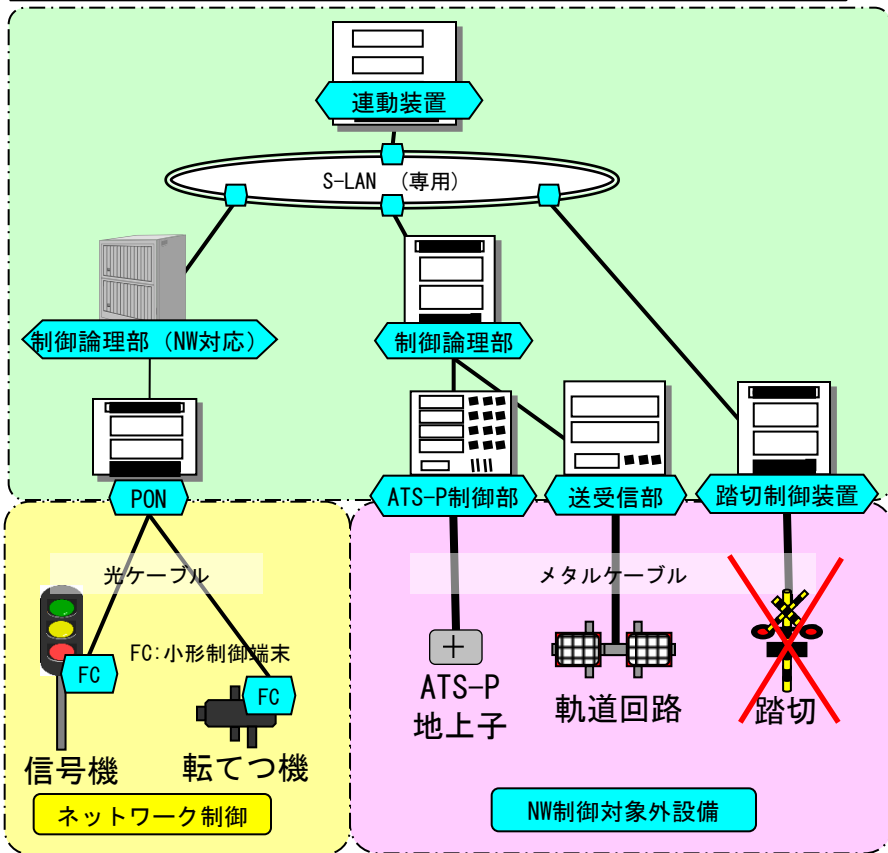 連動装置
S-LAN （専用）
制御論理部（NW対応）
制御論理部
PON
ATS-P制御部
送受信部
踏切制御装置
光ケーブル
メタルケーブル
FC:小形制御端末
FC
FC
信号機
転てつ機
ATS-P
地上子
軌道回路
踏切
ネットワーク制御
NW制御対象外設備